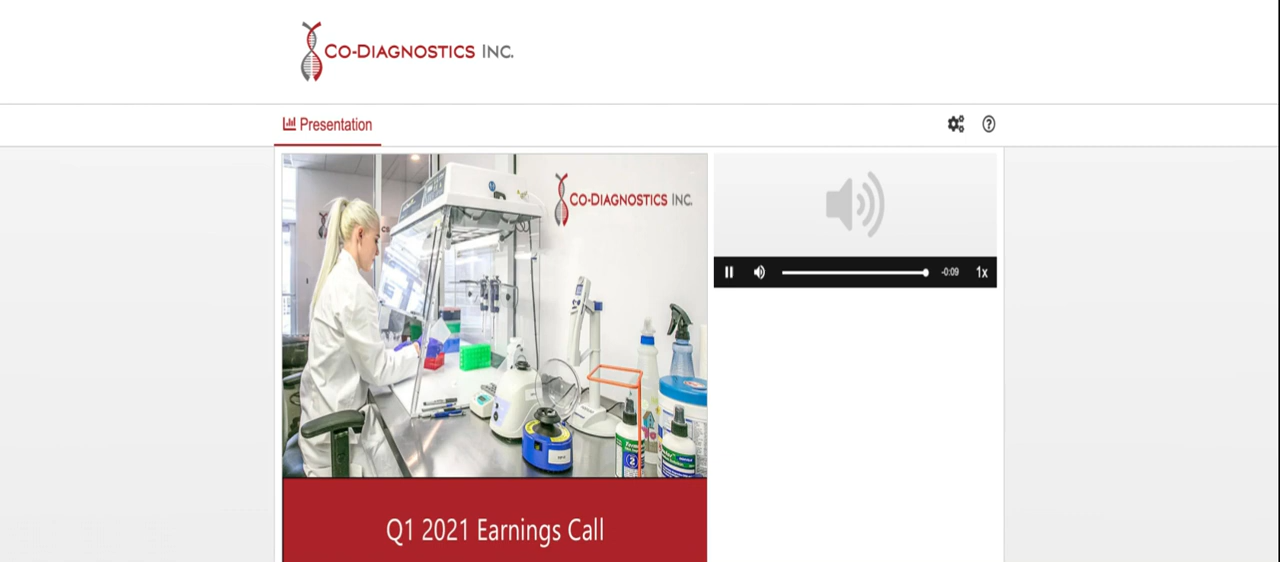 CO-DIAGNOSTICS INC.
Presentation
CO-DIAGNOSTICS INC.
-0:09
1x
Q1 2021 Earnings Call